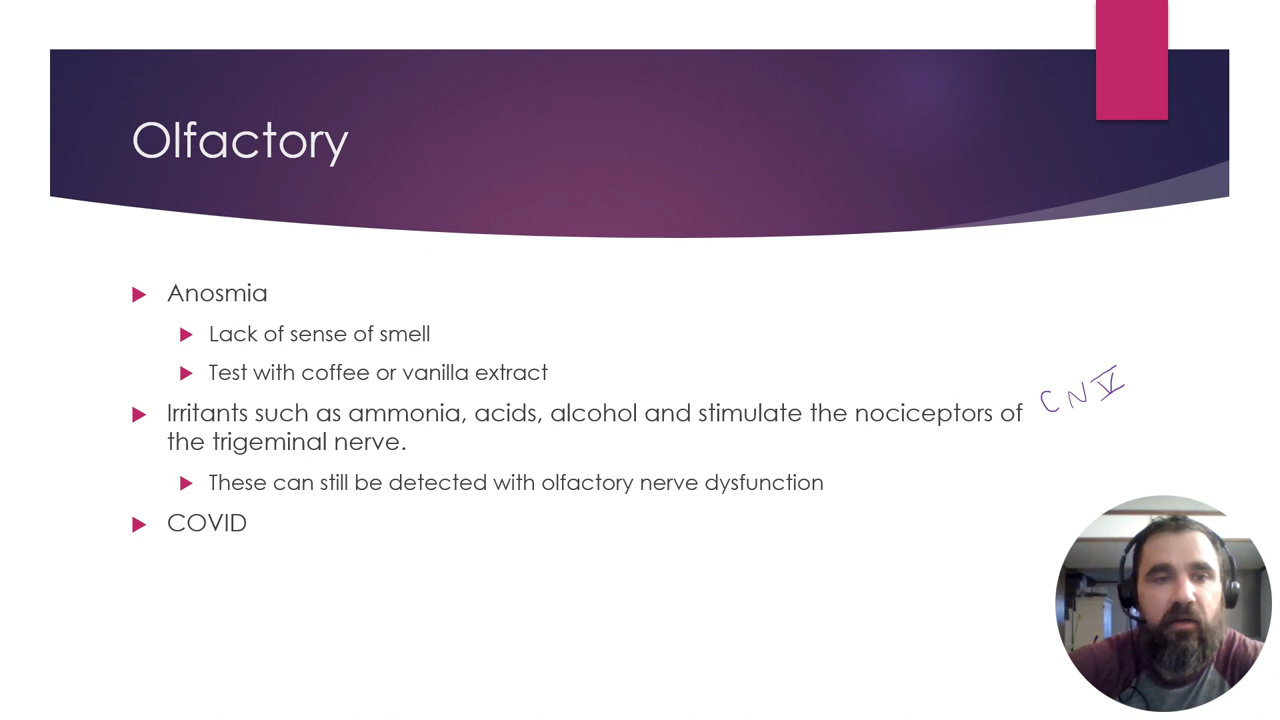 Olfactory
Anosmia
Lack of sense of smell
Test with coffee or vanilla extract
Irritants such as ammonia, acids, alcohol and stimulate the nociceptors of
the trigeminal nerve.
CN V
These can still be detected with olfactory nerve dysfunction
COVID